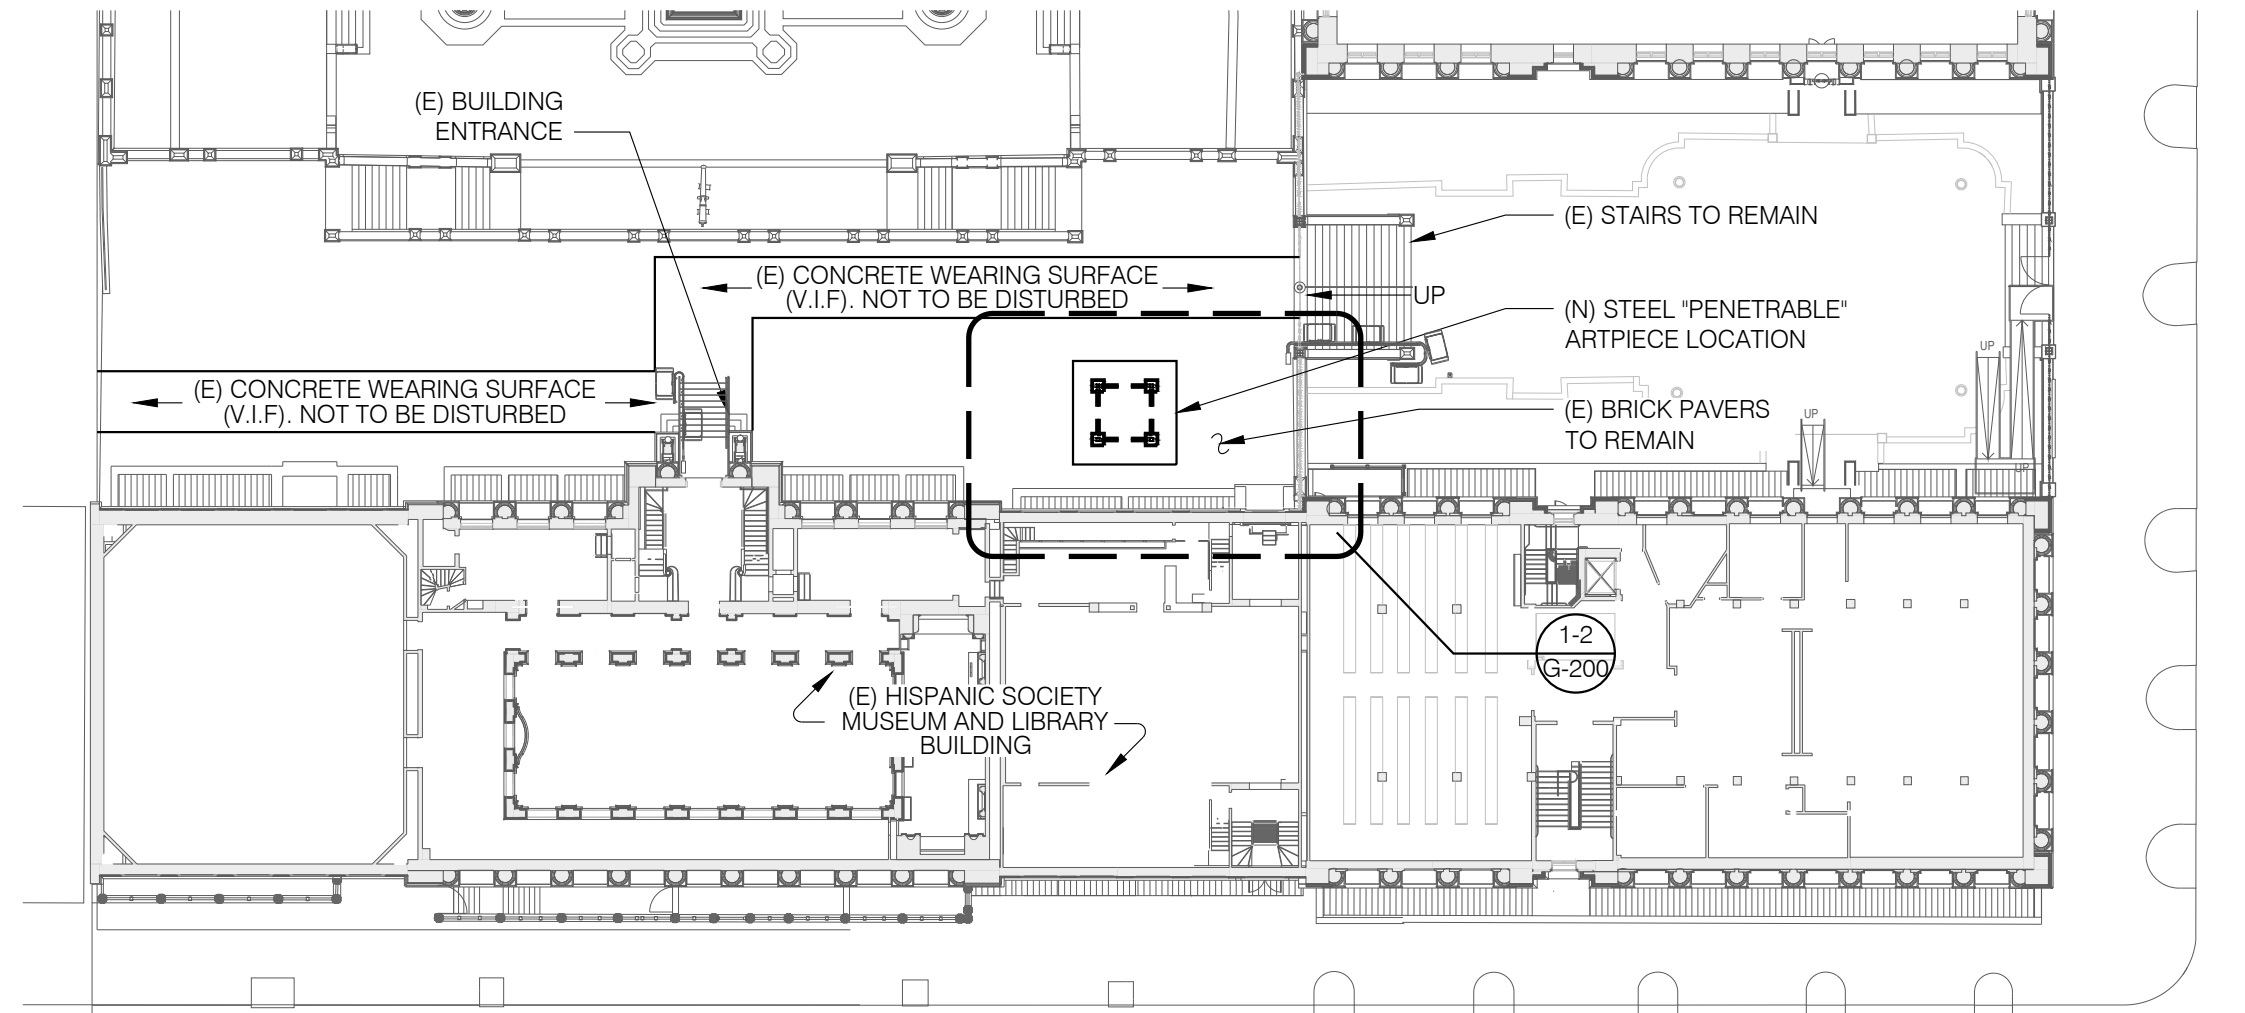 (E) BUILDING
ENTRANCE
(E) STAIRS TO REMAIN
(E) CONCRETE WEARING SURFACE
(V.I.F). NOT TO BE DISTURBED
UP
(N) STEEL "PENETRABLE"
ARTPIECE LOCATION
UP
(E) CONCRETE WEARING SURFACE
(V.I.F). NOT TO BE DISTURBED
(E) BRICK PAVERS
TO REMAIN
UP
UP
1-2
G-200
(E) HISPANIC SOCIETY
MUSEUM AND LIBRARY
BUILDING